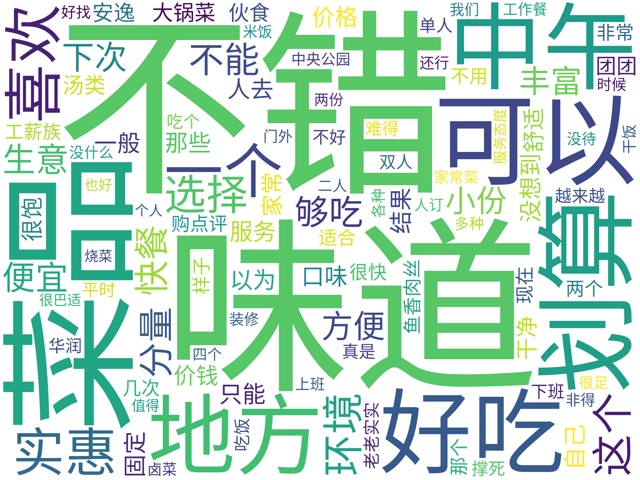 好找
安逸
大锅菜
伙食
价格
单人
我们
工作餐
中午
非常
喜欢
下次
不错
不能
米饭
中央公园
还行
不用
丰富
团团
时候
汤类
人去
两份
工薪族
一般
那些
吃个
门外
不好
难得
服务态度
可以
没待
干饭
生意
没什么
一个
双人
没想到
舒适
菜品
很饱
也好
选择
家常
二人
家常菜
越来越
个人
购点评
够吃
结果
各种
人订
小份
多种
便宜
快餐
服务
适合
烧菜
样子
味道
以为
口味
很快
鱼香肉丝
现在
两个
划算
平时
很巴适
分量
装修
方便
干净
华润
四个
真是
价钱
几次
值得
只能
上班
下班
很足
非得
实惠
固定
地方
吃饭
环境
老老实实
好吃
那个
撑死
自己
这个
卤菜